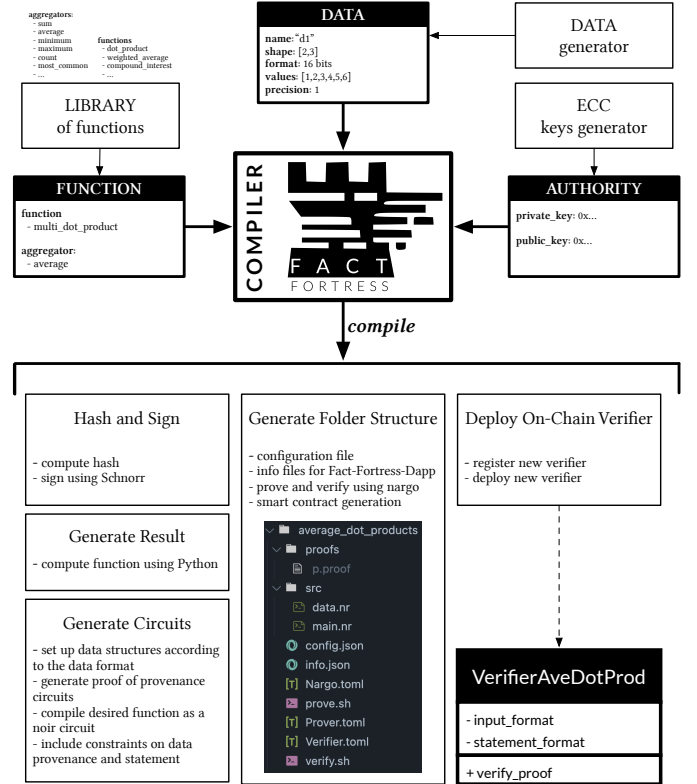 aggregators:
- sum
- average
- minimum
- maximum
- count
- most_common
- ...
functions
- dot_product
- weighted_average
- compound_interest
- ...
LIBRARY
of functions
FUNCTION
function
- multi_dot_product
aggregator:
- average
DATA
name: “d1”
shape: [2,3]
format: 16 bits
values: [1,2,3,4,5,6]
precision: 1
DATA
generator
ECC
keys generator
AUTHORITY
private_key: 0x...
public_key: 0x...
COMPILER
FACT
FORTRESS
compile
Hash and Sign
- compute hash
- sign using Schnorr
Generate Result
- compute function using Python
Generate Circuits
- set up data structures according
to the data format
- generate proof of provenance
circuits
- compile desired function as a
noir circuit
- include constraints on data
provenance and statement
Generate Folder Structure
- configuration file
- info files for Fact-Fortress-Dapp
- prove and verify using nargo
- smart contract generation
average_dot_products
proofs
p.proof
src
data.nr
main.nr
config.json
info.json
[T] Nargo.toml
prove.sh
[T] Prover.toml
[T] Verifier.toml
verify.sh
Deploy On-Chain Verifier
- register new verifier
- deploy new verifier
VerifierAveDotProd
- input_format
- statement_format
+ verify_proof